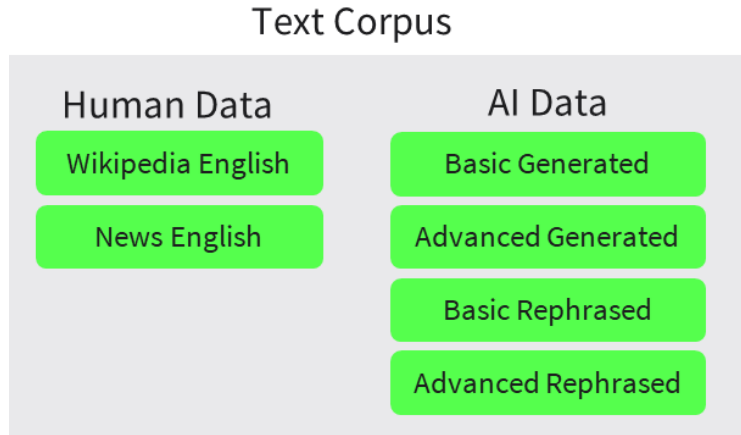 Text Corpus
Human Data
Wikipedia English
News English
AI Data
Basic Generated
Advanced Generated
Basic Rephrased
Advanced Rephrased